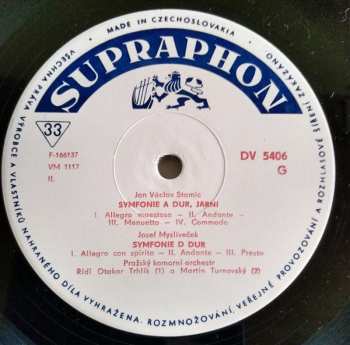 MADE IN CZECHOSLOVAKIA
SUPRAPHON
33
F-166137
VM 1117
II.
DV 5406
G
Jan Václav Stamic
SYMFONIE A DUR, JARNÍ
I. Allegro maestoso — II. Andante —
III. Menuetto — IV. Commodo
Josef Mysliveček
SYMFONIE D DUR
I. Allegro con spirito — II. Andante — III. Presto
Pražský komorní orchestr
Řídí Otakar Trhlík (1) a Martin Turnovský (2)
VŠECHNA PRÁVA VÝROBCE A VLASTNÍKŮ NAHRANÉHO DÍLA VYHRAŽENA. ROZMNOŽOVÁNÍ, VEŘEJNÉ PROVOZOVÁNÍ A ROZHLASOVÉ ŠÍŘENÍ ZAKÁZÁNO